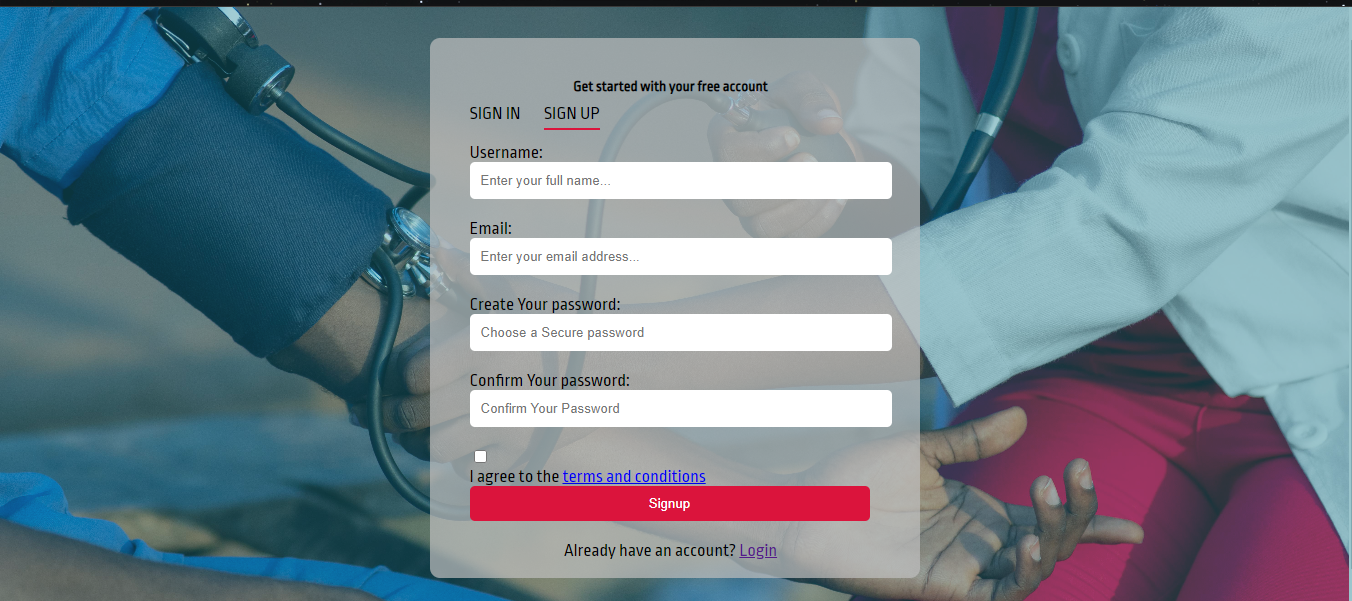 Get started with your free account
SIGN IN SIGN UP
Username:
Enter your full name...
Email:
Enter your email address...
Create Your password:
Choose a Secure password
Confirm Your password:
Confirm Your Password
I agree to the terms and conditions
Signup
Already have an account? Login